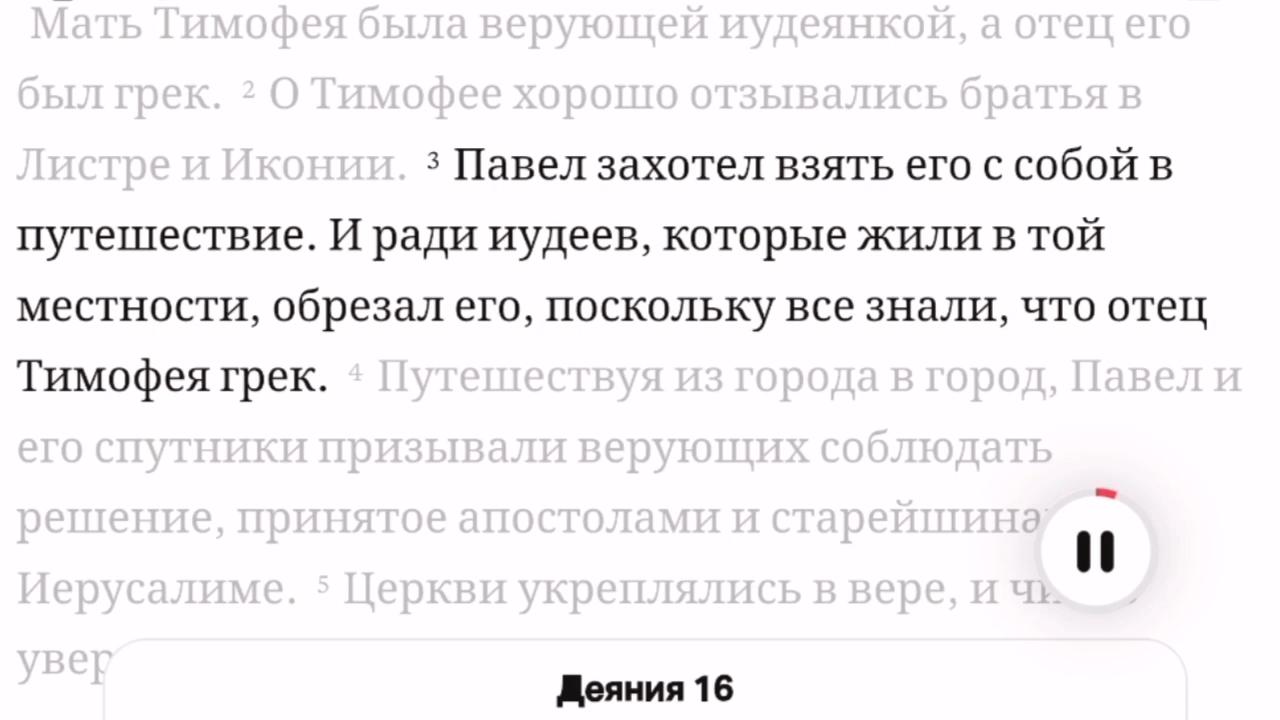 Мать Тимофея была верующей иудеянкой, а отец его
был грек. 2 О Тимофее хорошо отзывались братья в
Листре и Иконии. 3 Павел захотел взять его с собой в
путешествие. И ради иудеев, которые жили в той
местности, обрезал его, поскольку все знали, что отец
Тимофея грек. 4 Путешествуя из города в город, Павел и
его спутники призывали верующих соблюдать
решение, принятое апостолами и
Иерусалиме. 5 Церкви укреплялись в вере, и
Деяния 16